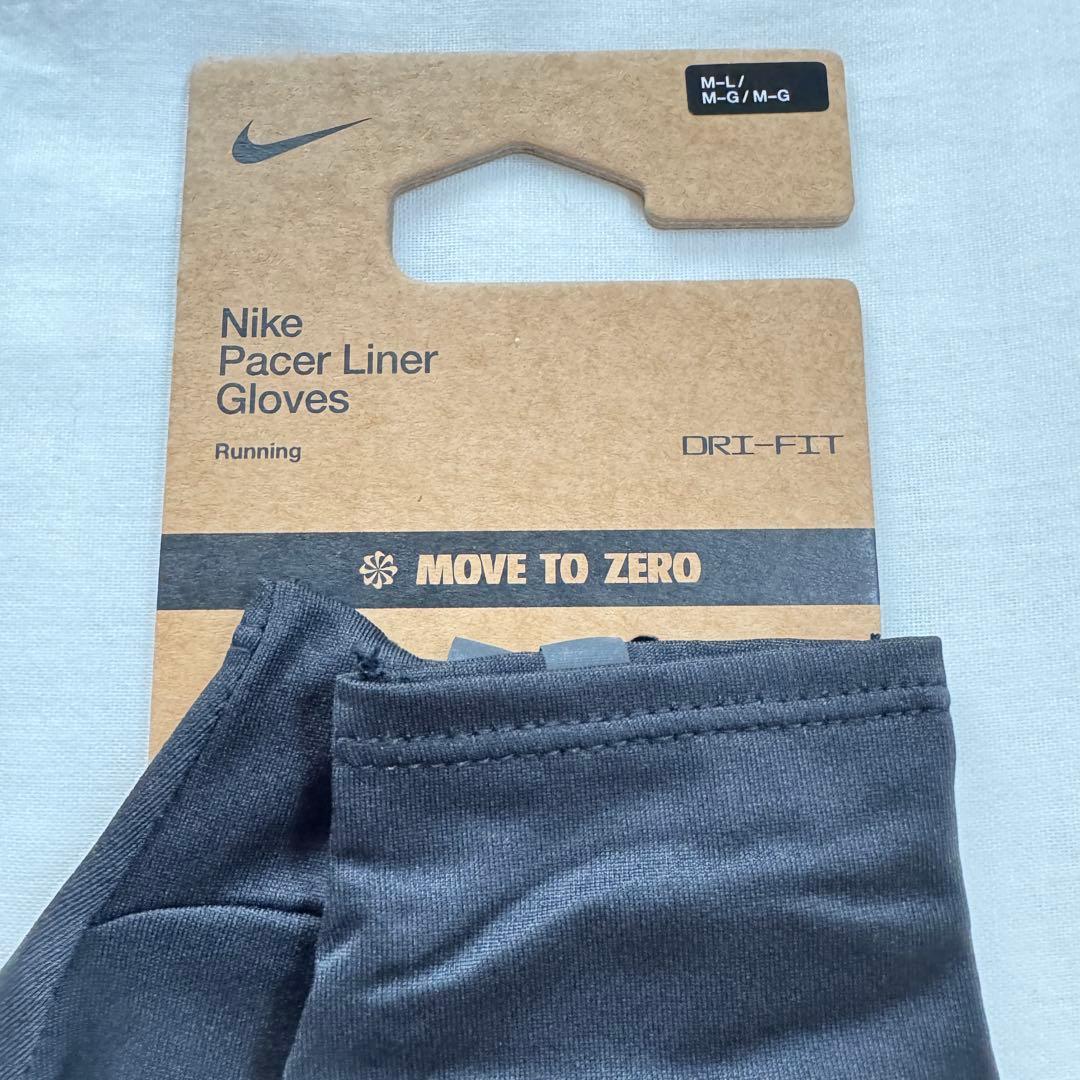 M-L/
M-G/M-G
Nike
Pacer Liner
Gloves
Running
DRI-FIT
MOVE TO ZERO